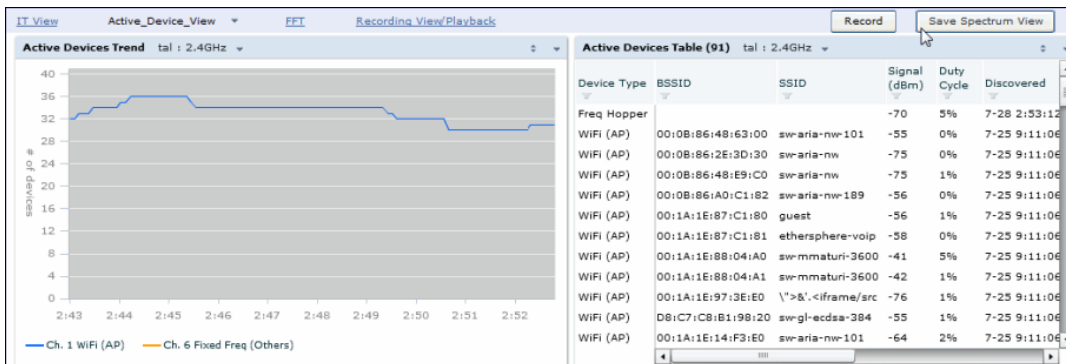 IT View Active_Device_View FFT Recording View/Playback Record Save Spectrum View
Active Devices Trend tal : 2.4GHz
# of devices
40
36
32
28
24
20
16
12
8
4
0
2:43 2:44 2:45 2:46 2:47 2:48 2:49 2:50 2:51 2:52
Ch. 1 WiFi (AP) Ch. 6 Fixed Freq (Others)
Active Devices Table (91) tal : 2.4GHz
Device Type BSSID SSID Signal (dBm) Duty Cycle Discovered
Freq Hopper -70 5% 7-28 2:53:12
WiFi (AP) 00:0B:86:48:63:00 sw-aria-nw-101 -55 0% 7-25 9:11:06
WiFi (AP) 00:0B:86:2E:3D:30 sw-aria-nw -75 0% 7-25 9:11:06
WiFi (AP) 00:0B:86:48:E9:C0 sw-aria-nw -75 1% 7-25 9:11:06
WiFi (AP) 00:0B:86:A0:C1:82 sw-aria-nw-189 -56 0% 7-25 9:11:06
WiFi (AP) 00:1A:1E:87:C1:80 guest -56 1% 7-25 9:11:06
WiFi (AP) 00:1A:1E:87:C1:81 ethersphere-voip -58 0% 7-25 9:11:06
WiFi (AP) 00:1A:1E:88:04:A0 sw-mmaturi-3600 -41 5% 7-25 9:11:06
WiFi (AP) 00:1A:1E:88:04:A1 sw-mmaturi-3600 -42 1% 7-25 9:11:06
WiFi (AP) 00:1A:1E:97:3E:E0 \">&'.<iframe/src -76 1% 7-25 9:11:06
WiFi (AP) D8:C7:C8:B1:98:20 sw-gl-ecdsa-384 -55 1% 7-25 9:11:06
WiFi (AP) 00:1A:1E:14:F3:E0 sw-aria-nw-101 -64 2% 7-25 9:11:06